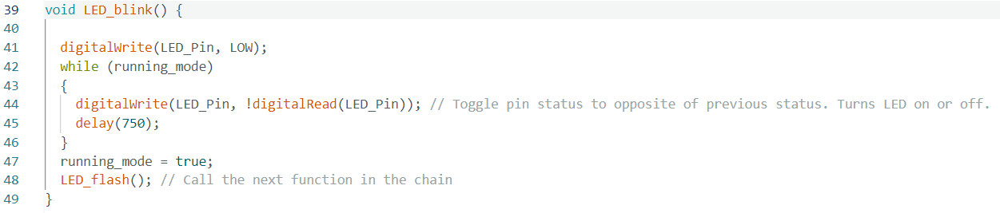 39 void LED_blink() {
40
41 digitalWrite(LED_Pin, LOW);
42 while (running_mode)
43 {
44 digitalWrite(LED_Pin, !digitalRead(LED_Pin)); // Toggle pin status to opposite of previous status. Turns LED on or off.
45 delay(750);
46 }
47 running_mode = true;
48 LED_flash(); // Call the next function in the chain
49 }